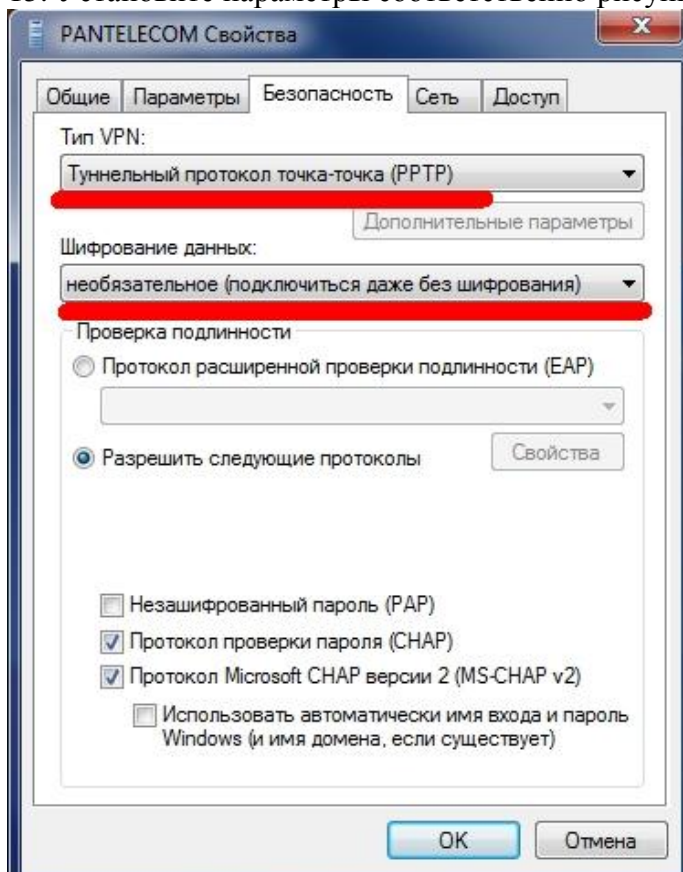 PANTELECOM Свойства
Общие Параметры Безопасность Сеть Доступ
Тип VPN:
Туннельный протокол точка-точка (PPTP)
Дополнительные параметры
Шифрование данных:
необязательное (подключиться даже без шифрования)
Проверка подлинности
Протокол расширенной проверки подлинности (EAP)
Разрешить следующие протоколы
Свойства
Незашифрованный пароль (PAP)
Протокол проверки пароля (CHAP)
Протокол Microsoft CHAP версии 2 (MS-CHAP v2)
Использовать автоматически имя входа и пароль
Windows (и имя домена, если существует)
OK Отмена